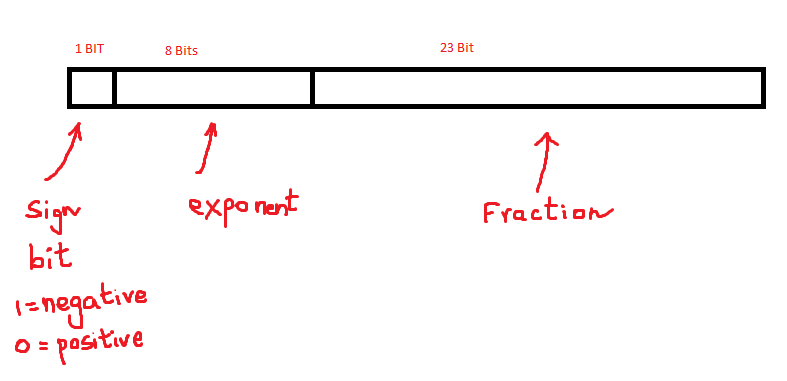 1 BIT
8 Bits
23 Bit
sign
bit
1=negative
0 = positive
exponent
Fraction